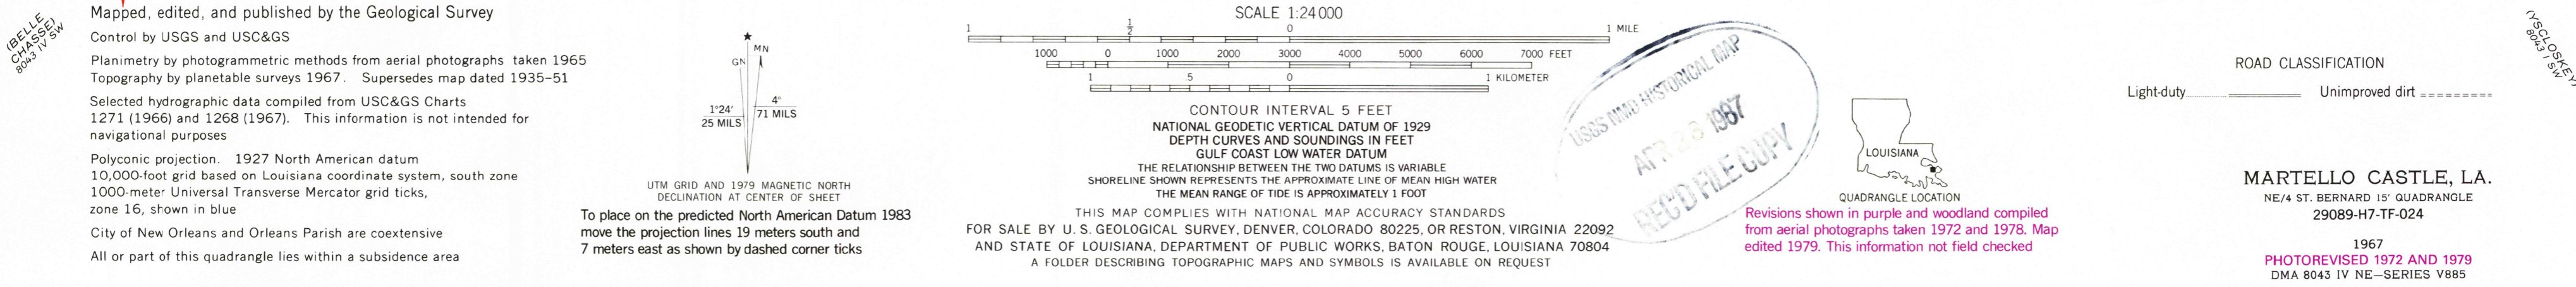 (BELLE
CHASSE)
8043 IV SW
Mapped, edited, and published by the Geological Survey
Control by USGS and USC&GS
Planimetry by photogrammetric methods from aerial photographs taken 1965
Topography by planetable surveys 1967. Supersedes map dated 1935–51
Selected hydrographic data compiled from USC&GS Charts
1271 (1966) and 1268 (1967). This information is not intended for
navigational purposes
Polyconic projection. 1927 North American datum
10,000-foot grid based on Louisiana coordinate system, south zone
1000-meter Universal Transverse Mercator grid ticks,
zone 16, shown in blue
City of New Orleans and Orleans Parish are coextensive
All or part of this quadrangle lies within a subsidence area
★
MN
GN
1°24′
25 MILS
4°
71 MILS
UTM GRID AND 1979 MAGNETIC NORTH
DECLINATION AT CENTER OF SHEET
To place on the predicted North American Datum 1983
move the projection lines 19 meters south and
7 meters east as shown by dashed corner ticks
SCALE 1:24 000
1 ½ 0 1 MILE
1000 0 1000 2000 3000 4000 5000 6000 7000 FEET
1 .5 0 1 KILOMETER
CONTOUR INTERVAL 5 FEET
NATIONAL GEODETIC VERTICAL DATUM OF 1929
DEPTH CURVES AND SOUNDINGS IN FEET
GULF COAST LOW WATER DATUM
THE RELATIONSHIP BETWEEN THE TWO DATUMS IS VARIABLE
SHORELINE SHOWN REPRESENTS THE APPROXIMATE LINE OF MEAN HIGH WATER
THE MEAN RANGE OF TIDE IS APPROXIMATELY 1 FOOT
THIS MAP COMPLIES WITH NATIONAL MAP ACCURACY STANDARDS
FOR SALE BY U. S. GEOLOGICAL SURVEY, DENVER, COLORADO 80225, OR RESTON, VIRGINIA 22092
AND STATE OF LOUISIANA, DEPARTMENT OF PUBLIC WORKS, BATON ROUGE, LOUISIANA 70804
A FOLDER DESCRIBING TOPOGRAPHIC MAPS AND SYMBOLS IS AVAILABLE ON REQUEST
USGS NMD HISTORICAL MAP
APR 28 1987
REC'D FILE COPY
LOUISIANA
QUADRANGLE LOCATION
Revisions shown in purple and woodland compiled
from aerial photographs taken 1972 and 1978. Map
edited 1979. This information not field checked
ROAD CLASSIFICATION
Light-duty Unimproved dirt
(YSCLOSKEY)
8043 I SW
MARTELLO CASTLE, LA.
NE/4 ST. BERNARD 15′ QUADRANGLE
29089-H7-TF-024
1967
PHOTOREVISED 1972 AND 1979
DMA 8043 IV NE—SERIES V885